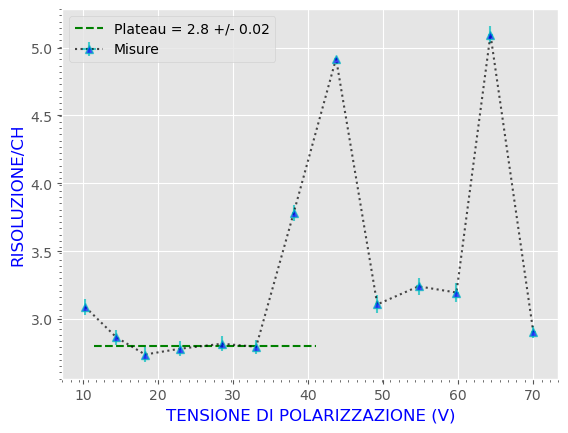 Plateau = 2.8 +/- 0.02
Misure
RISOLUZIONE/CH
5.0
4.5
4.0
3.5
3.0
10 20 30 40 50 60 70
TENSIONE DI POLARIZZAZIONE (V)